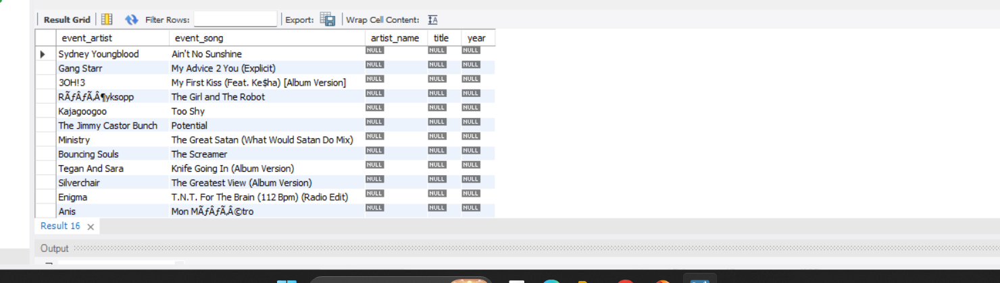 Result Grid Filter Rows: Export: Wrap Cell Content:
event_artist event_song artist_name title year
Sydney Youngblood Ain't No Sunshine NULL NULL NULL
Gang Starr My Advice 2 You (Explicit) NULL NULL NULL
3OH!3 My First Kiss (Feat. Ke$ha) [Album Version] NULL NULL NULL
RÃƒÂƒÃ‚Â¶yksopp The Girl and The Robot NULL NULL NULL
Kajagoogoo Too Shy NULL NULL NULL
The Jimmy Castor Bunch Potential NULL NULL NULL
Ministry The Great Satan (What Would Satan Do Mix) NULL NULL NULL
Bouncing Souls The Screamer NULL NULL NULL
Tegan And Sara Knife Going In (Album Version) NULL NULL NULL
Silverchair The Greatest View (Album Version) NULL NULL NULL
Enigma T.N.T. For The Brain (112 Bpm) (Radio Edit) NULL NULL NULL
Anis Mon MÃƒÂƒÃ‚Â©tro NULL NULL NULL
Result 16
Output